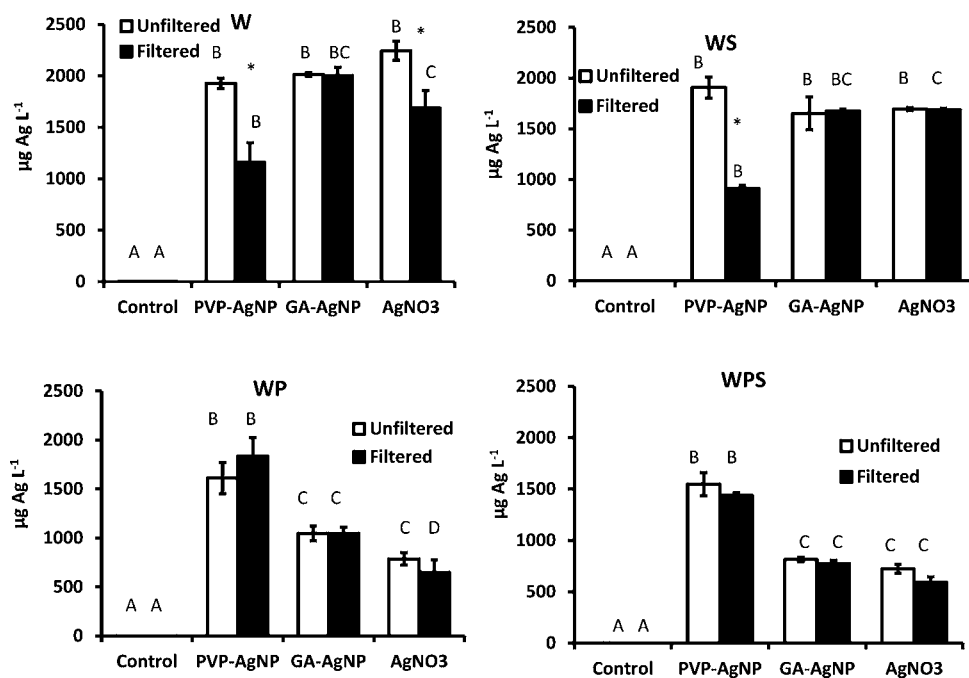 W
2500
2000
1500
1000
500
0
µg Ag L-1
Unfiltered
Filtered
A A
B * B
B BC
B * C
Control PVP-AgNP GA-AgNP AgNO3
WS
2500
2000
1500
1000
500
0
µg Ag L-1
Unfiltered
Filtered
A A
B * B
B BC
B C
Control PVP-AgNP GA-AgNP AgNO3
WP
2500
2000
1500
1000
500
0
µg Ag L-1
Unfiltered
Filtered
A A
B B
C C
C D
Control PVP-AgNP GA-AgNP AgNO3
WPS
2500
2000
1500
1000
500
0
µg Ag L-1
Unfiltered
Filtered
A A
B B
C C
C C
Control PVP-AgNP GA-AgNP AgNO3